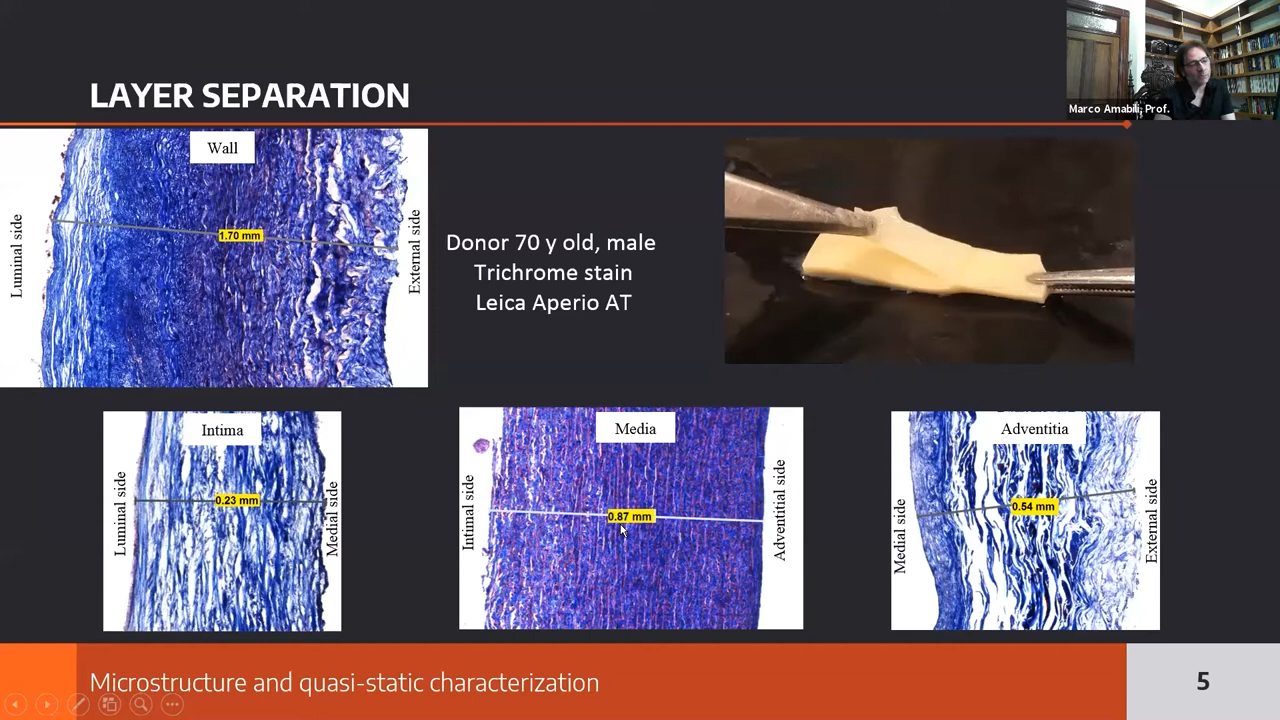 Marco Amabili, Prof.
LAYER SEPARATION
Wall
Luminal side
1.70 mm
External side
Donor 70 y old, male
Trichrome stain
Leica Aperio AT
Intima
Luminal side
0.23 mm
Medial side
Media
Intimal side
0.87 mm
Adventitial side
Adventitia
Medial side
0.54 mm
External side
Microstructure and quasi-static characterization
5